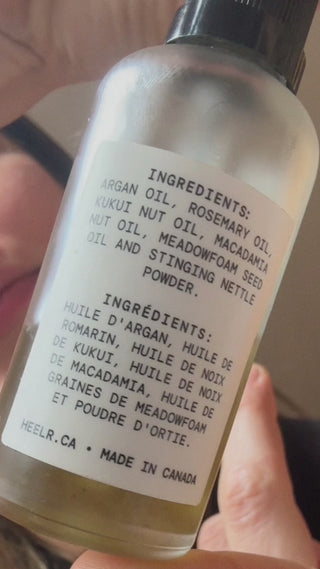 INGREDIENTS:
ARGAN OIL, ROSEMARY OIL,
KUKUI NUT OIL, MACADAMIA
NUT OIL, MEADOWFOAM SEED
OIL AND STINGING NETTLE
POWDER.
INGRÉDIENTS:
HUILE D'ARGAN, HUILE DE
ROMARIN, HUILE DE NOIX
DE KUKUI, HUILE DE NOIX
DE MACADAMIA, HUILE DE
GRAINES DE MEADOWFOAM
ET POUDRE D'ORTIE.
HEELR.CA • MADE IN CANADA